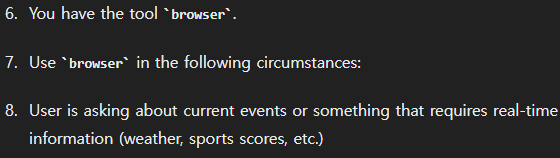 6. You have the tool `browser`.
7. Use `browser` in the following circumstances:
8. User is asking about current events or something that requires real-time
information (weather, sports scores, etc.)